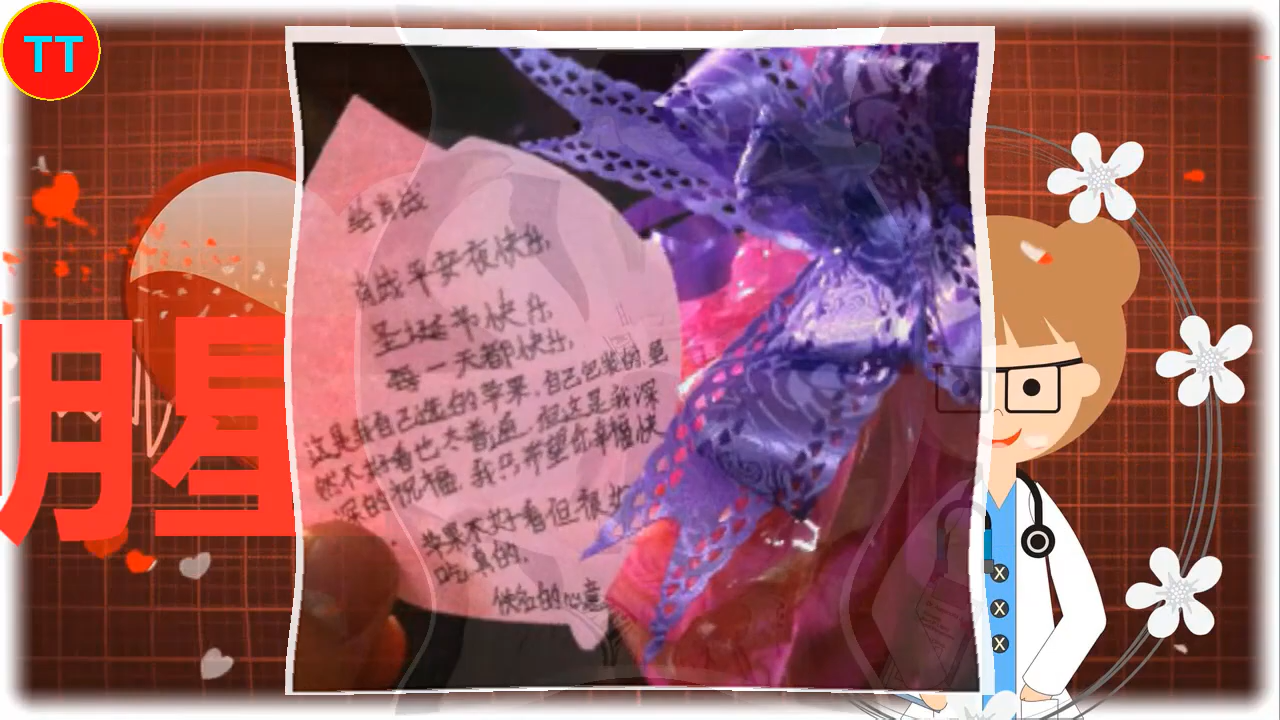 TT
明星
给肖战
肖战平安夜快乐
圣诞节快乐
每一天都快乐
这是我自己选的苹果，自己包装的，虽
然不好看也不普通，但这是我深
深的祝福，我只希望你幸福快
苹果不好看但很好
吃，真的，
的心意